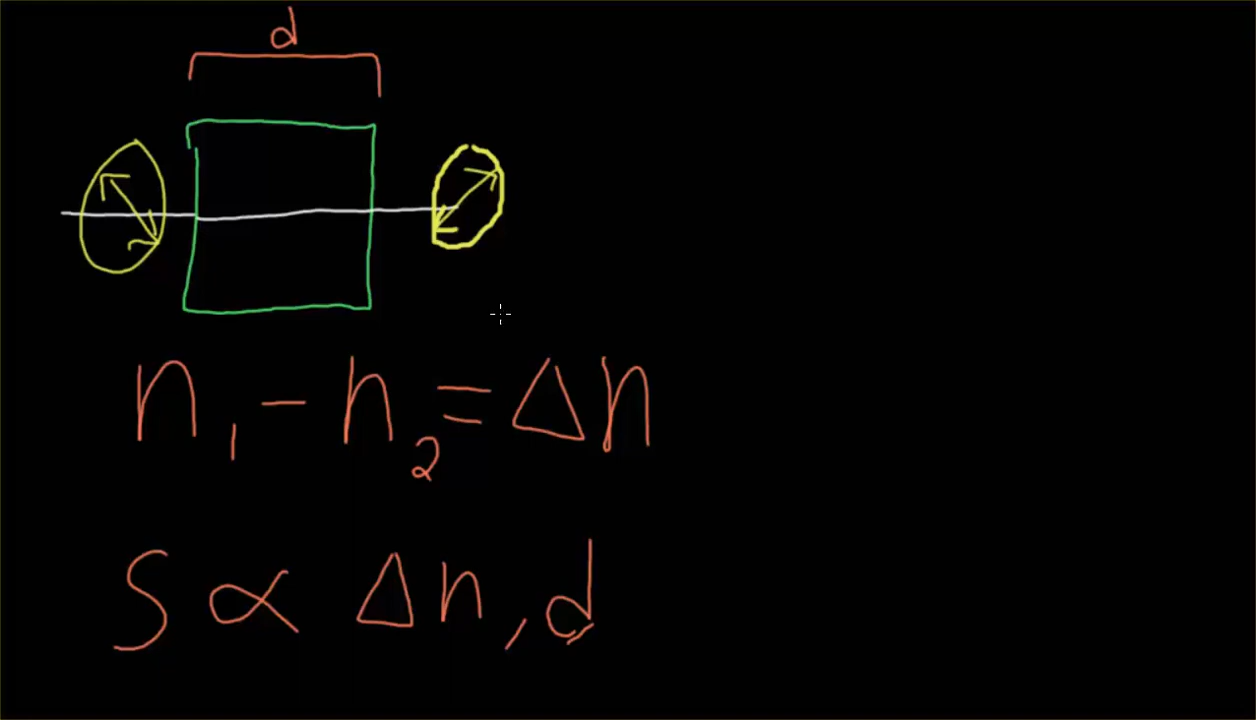 d
n₁ - n₂ = Δn
S ∝ Δn, d